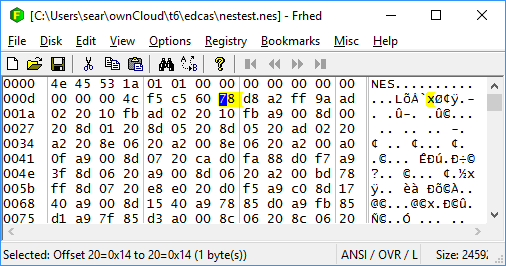 [C:\Users\sear\ownCloud\t6\edcas\nestest.nes] - Frhed
File Disk Edit View Options Registry Bookmarks Misc Help
0000 4e 45 53 1a 01 01 00 00 00 00 00 00 00 NES..........
000d 00 00 00 4c f5 c5 60 78 d8 a2 ff 9a ad ...LõÅ`xØ¢ÿ.-
001a 02 20 10 fb ad 02 20 10 fb a9 00 8d 00 . .û-. .û©...
0027 20 8d 01 20 8d 05 20 8d 05 20 ad 02 20  .. .. .. -. 
0034 a2 20 8e 06 20 a2 00 8e 06 20 a2 00 a0 ¢ .. ¢... ¢. 
0041 0f a9 00 8d 07 20 ca d0 fa 88 d0 f7 a9 .©... ÊÐú.Ð÷©
004e 3f 8d 06 20 a9 00 8d 06 20 a2 00 bd 78 ?.. ©... ¢.½x
005b ff 8d 07 20 e8 e0 20 d0 f5 a9 c0 8d 17 ÿ.. èà Ðõ©À..
0068 40 a9 00 8d 15 40 a9 78 85 d0 a9 fb 85 @©...@©x.Ð©û.
0075 d1 a9 7f 85 d3 a0 00 8c 06 20 8c 06 20 Ñ©..Ó ... .. 
Selected: Offset 20=0x14 to 20=0x14 (1 byte(s)) ANSI / OVR / L Size: 2459